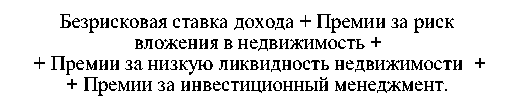 Безрисковая ставка дохода + Премии за риск
вложения в недвижимость +
+ Премии за низкую ликвидность недвижимости +
+ Премии за инвестиционный менеджмент.